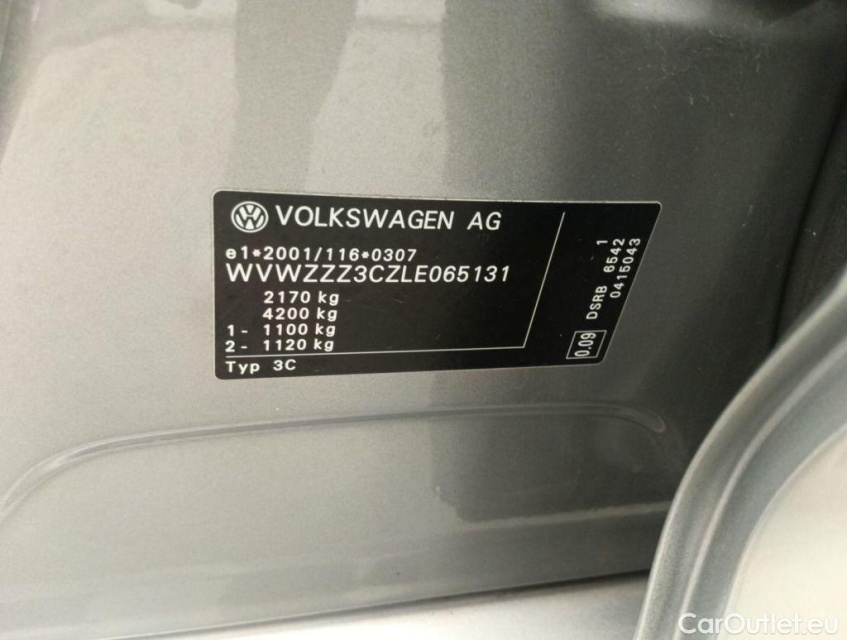 VOLKSWAGEN AG
e1*2001/116*0307
WVWZZZ3CZLE065131
2170 kg
4200 kg
1 - 1100 kg
2 - 1120 kg
Typ 3C
0.09
DSRB 6542 1
0415043
CarOutlet.eu